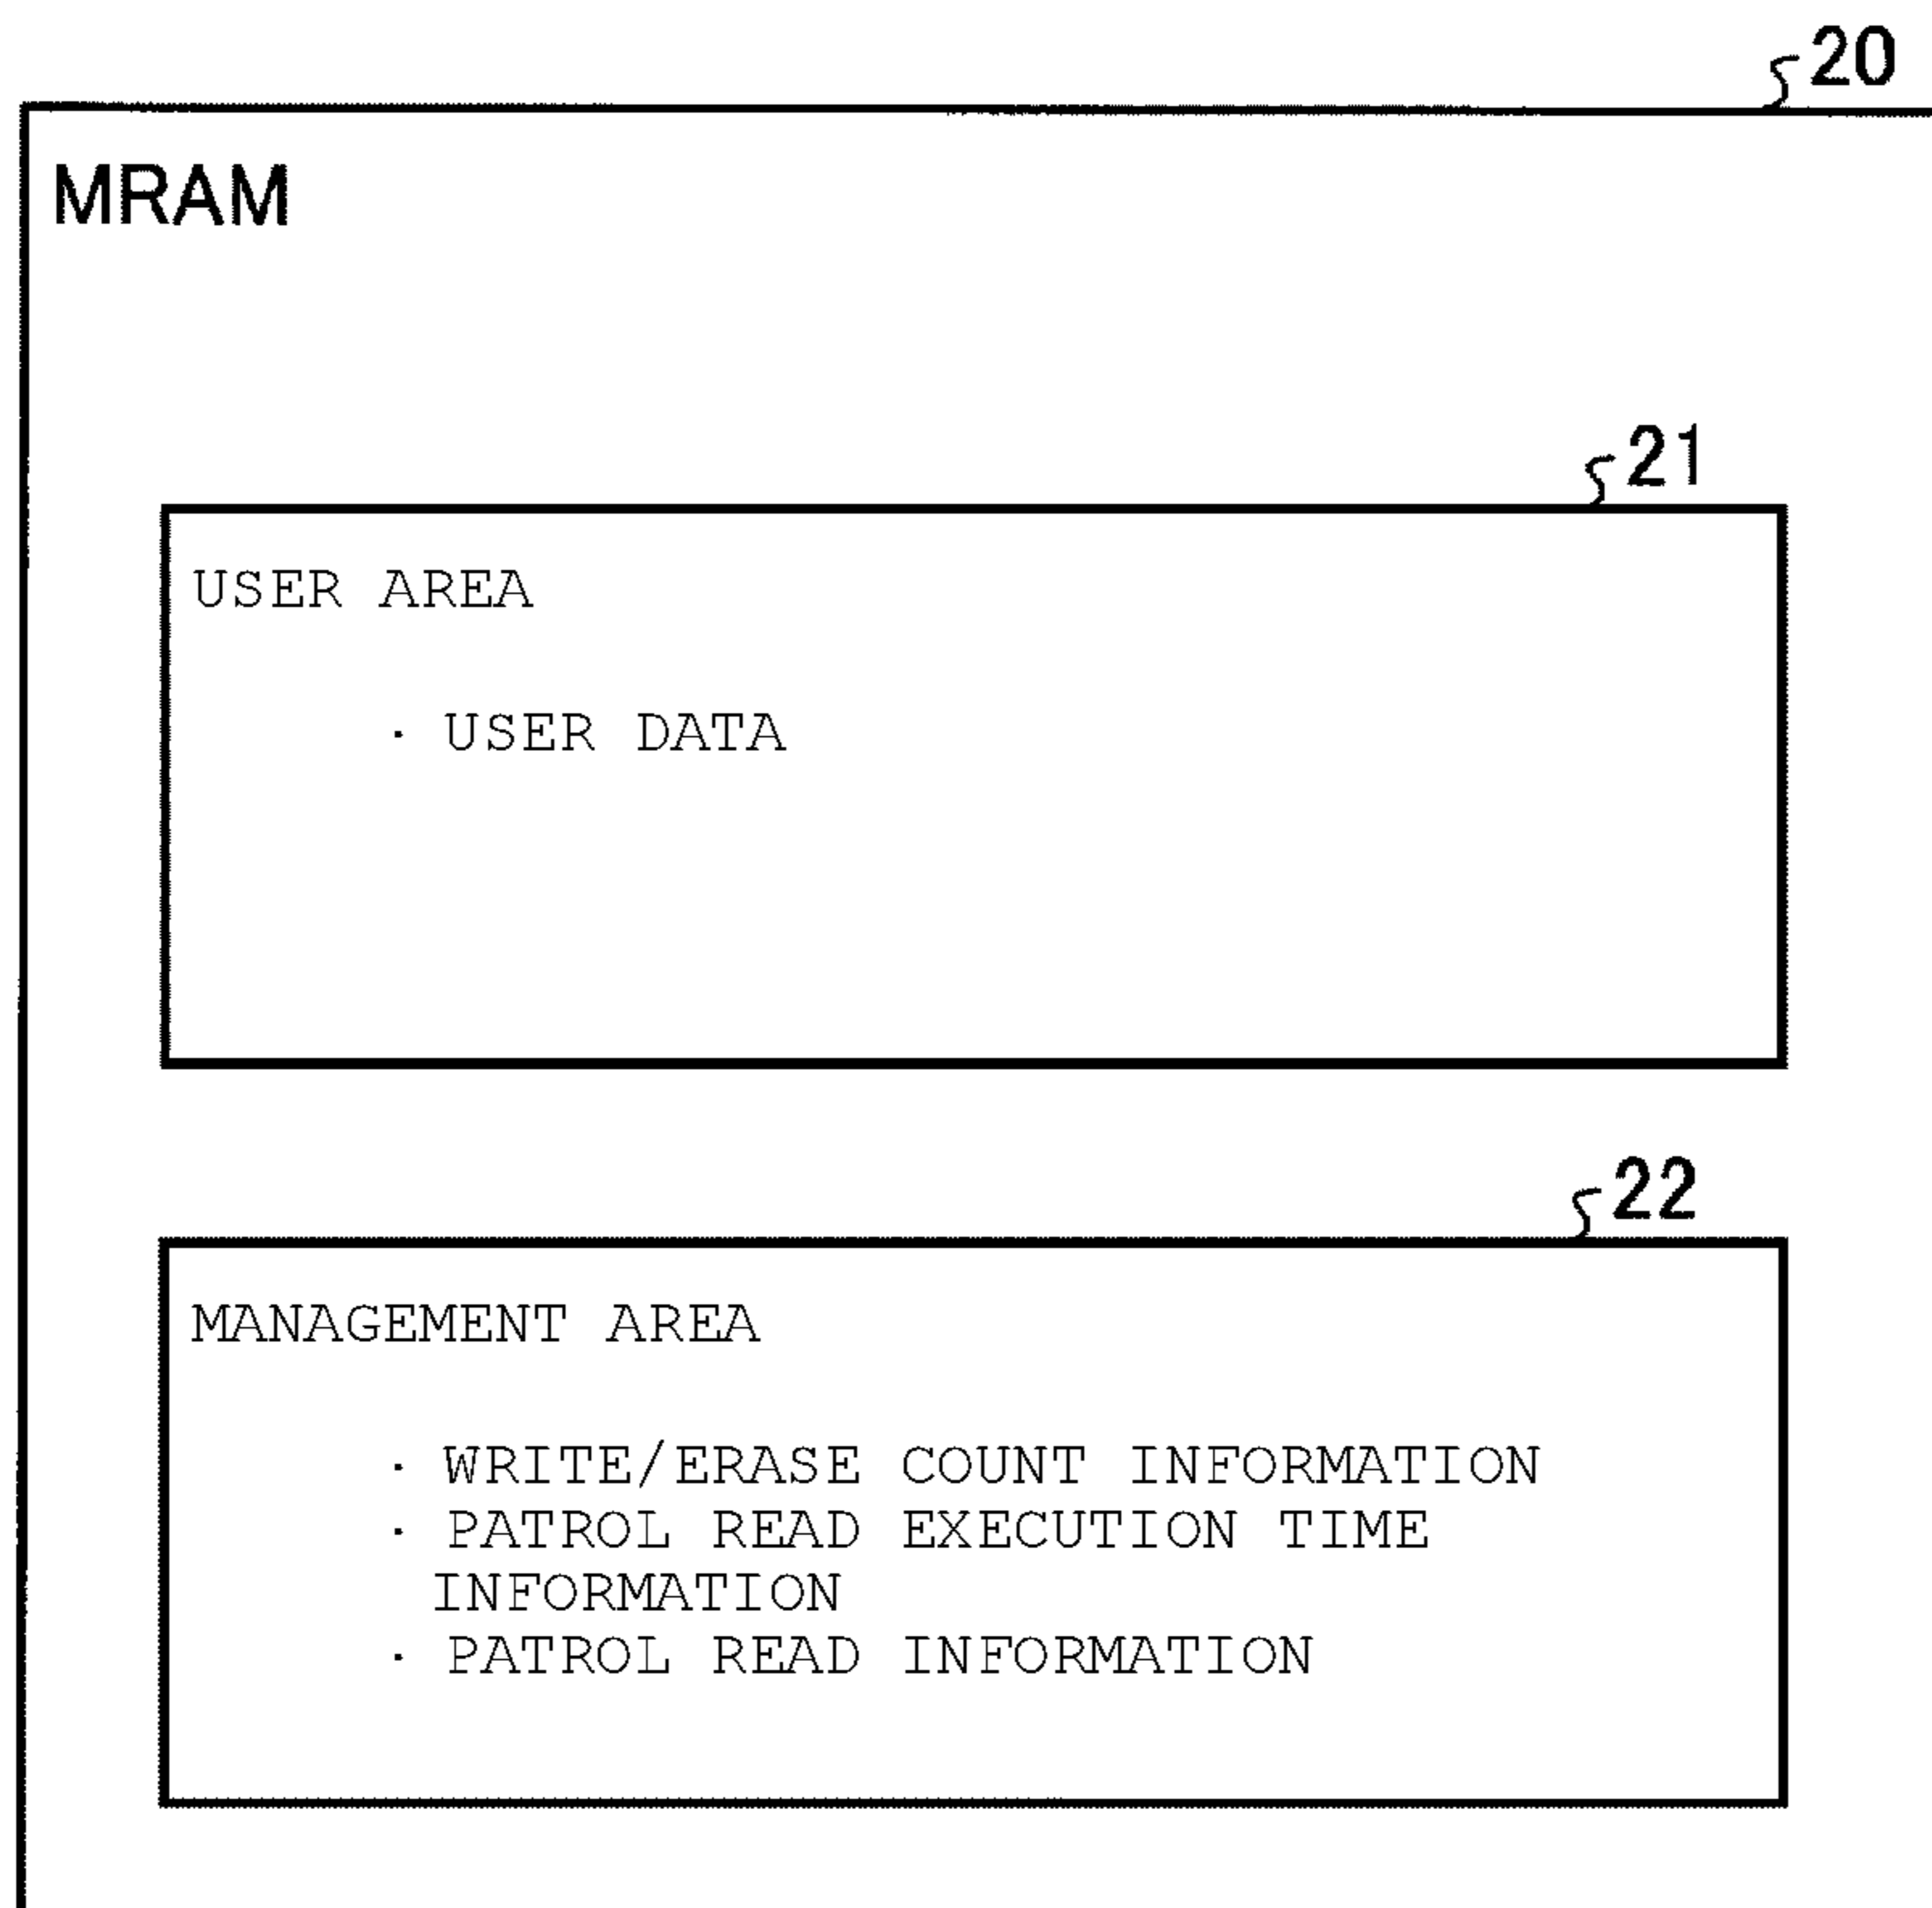 20
MRAM
21
USER AREA
· USER DATA
22
MANAGEMENT AREA
· WRITE/ERASE COUNT INFORMATION
· PATROL READ EXECUTION TIME
INFORMATION
· PATROL READ INFORMATION